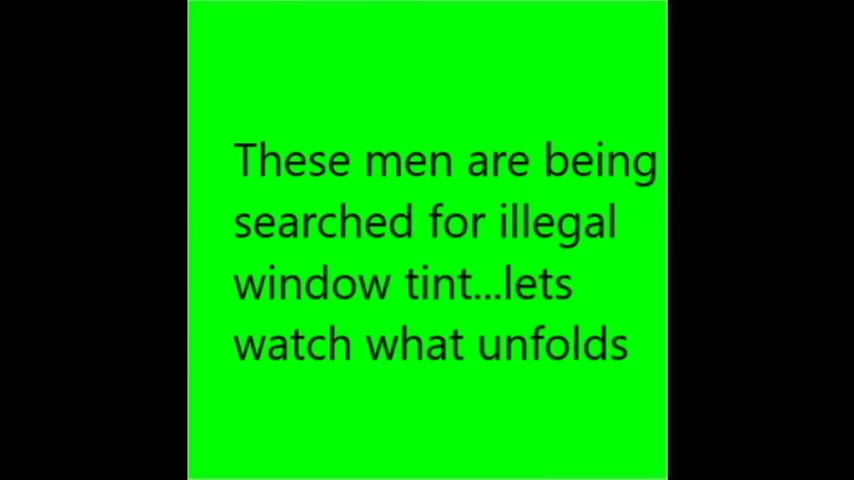 These men are being
searched for illegal
window tint...lets
watch what unfolds